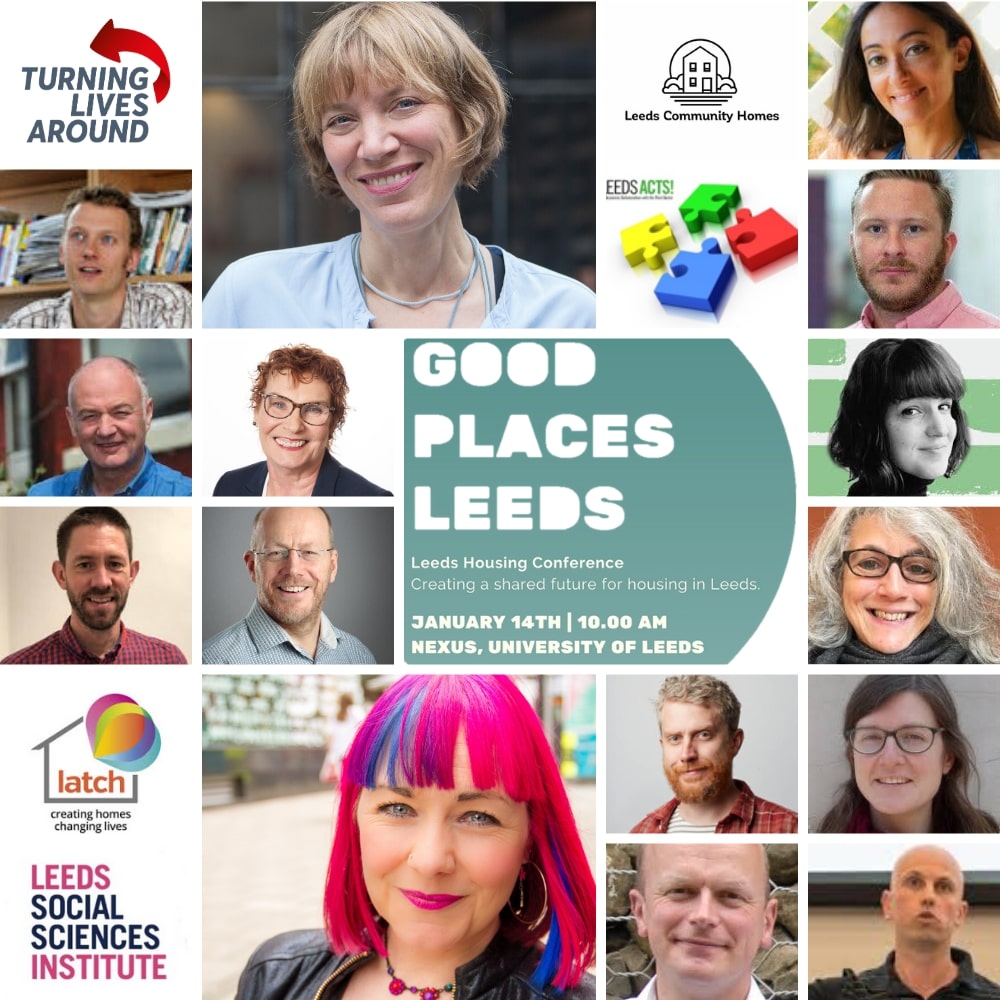 TURNING
LIVES
AROUND
Leeds Community Homes
EEDS ACTS!
GOOD
PLACES
LEEDS
Leeds Housing Conference
Creating a shared future for housing in Leeds.
JANUARY 14TH | 10.00 AM
NEXUS, UNIVERSITY OF LEEDS
latch
creating homes
changing lives
LEEDS
SOCIAL
SCIENCES
INSTITUTE